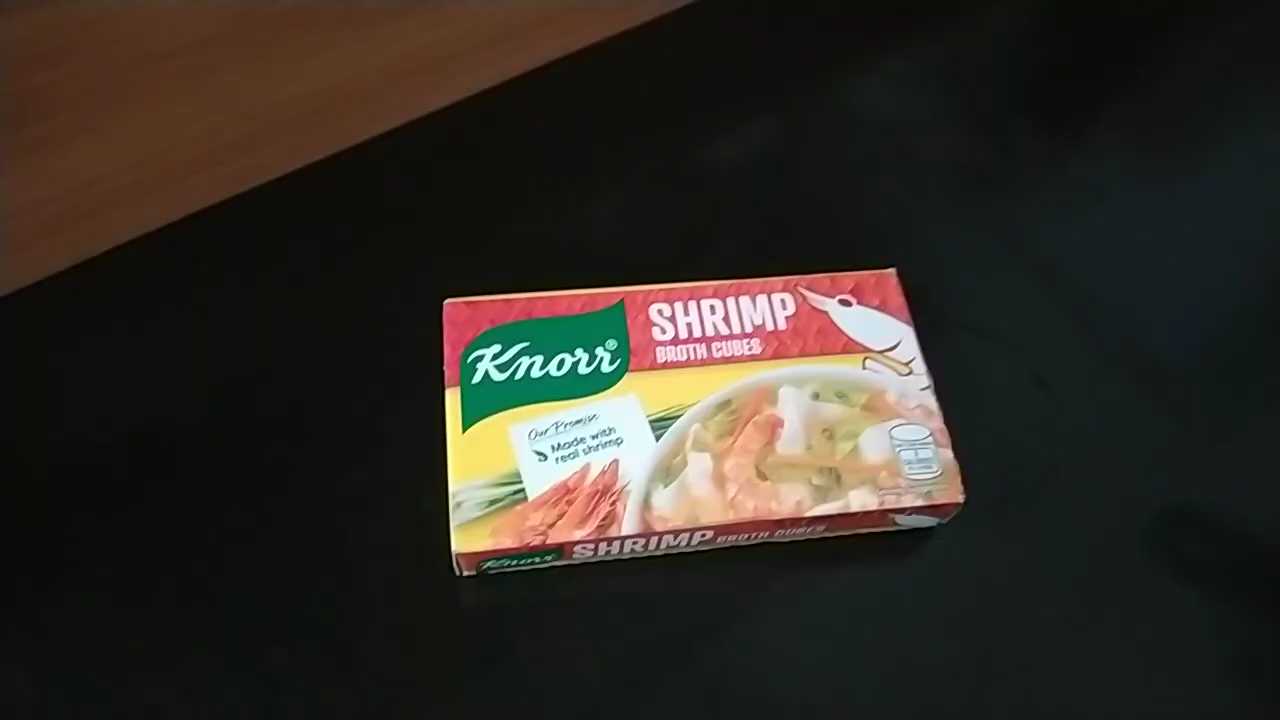 Knorr®
SHRIMP
BROTH CUBES
Our Promise
Made with
real shrimp
Knorr SHRIMP BROTH CUBES